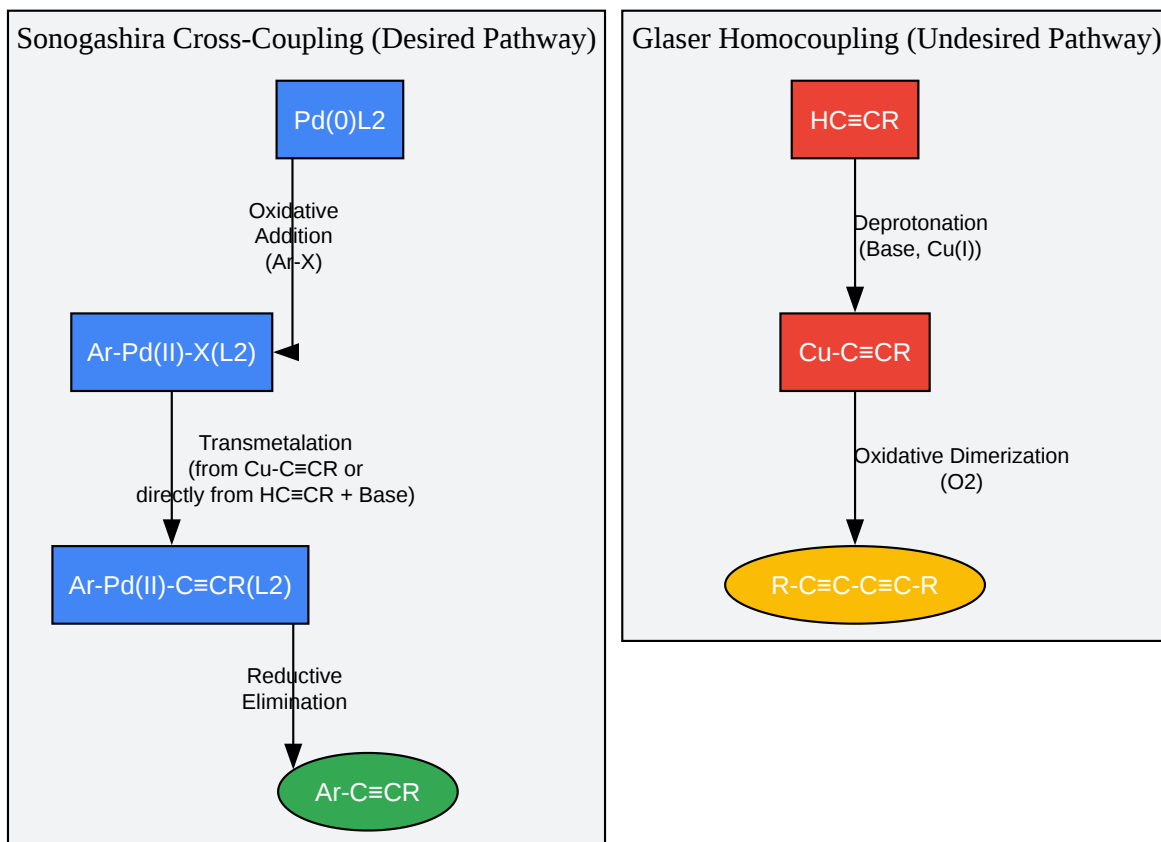 Sonogashira Cross-Coupling (Desired Pathway)
Pd(0)L2
Oxidative
Addition
(Ar-X)
Ar-Pd(II)-X(L2)
Transmetalation
(from Cu-C≡CR or
directly from HC≡CR + Base)
Ar-Pd(II)-C≡CR(L2)
Reductive
Elimination
Ar-C≡CR
Glaser Homocoupling (Undesired Pathway)
HC≡CR
Deprotonation
(Base, Cu(I))
Cu-C≡CR
Oxidative Dimerization
(O2)
R-C≡C-C≡C-R